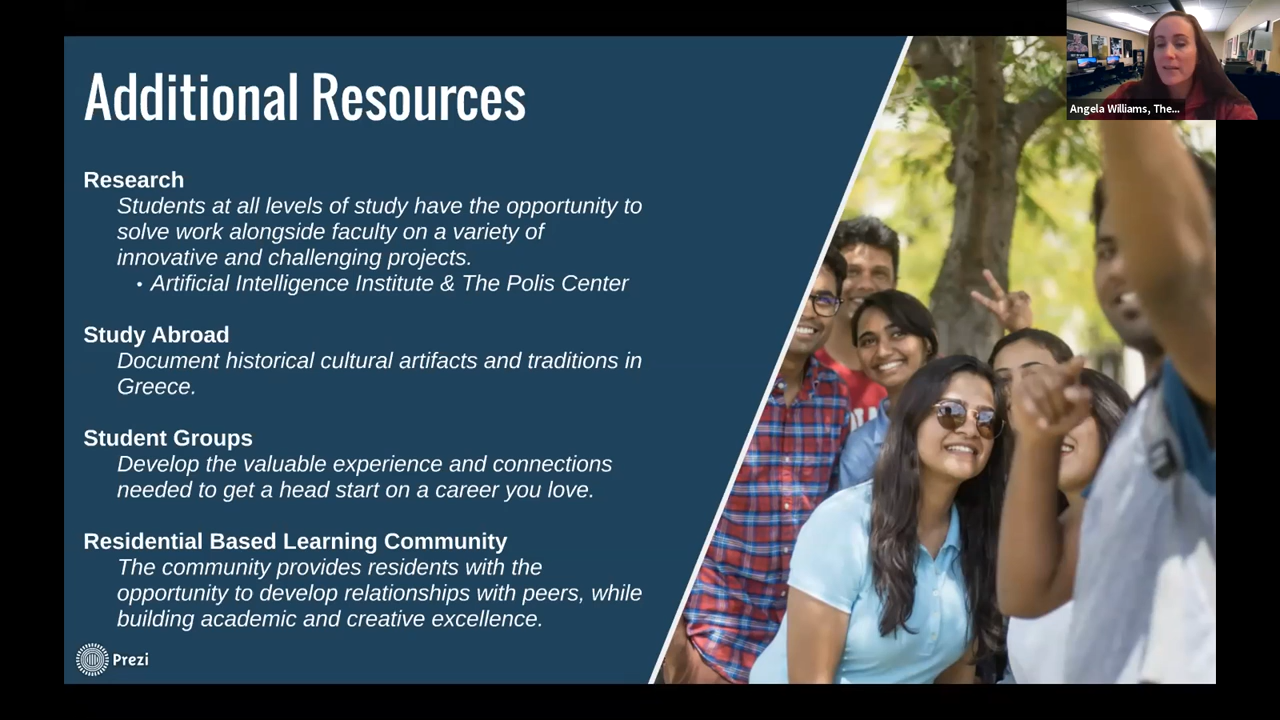 Additional Resources
Angela Williams, The...
Research
Students at all levels of study have the opportunity to
solve work alongside faculty on a variety of
innovative and challenging projects.
• Artificial Intelligence Institute & The Polis Center
Study Abroad
Document historical cultural artifacts and traditions in
Greece.
Student Groups
Develop the valuable experience and connections
needed to get a head start on a career you love.
Residential Based Learning Community
The community provides residents with the
opportunity to develop relationships with peers, while
building academic and creative excellence.
Prezi